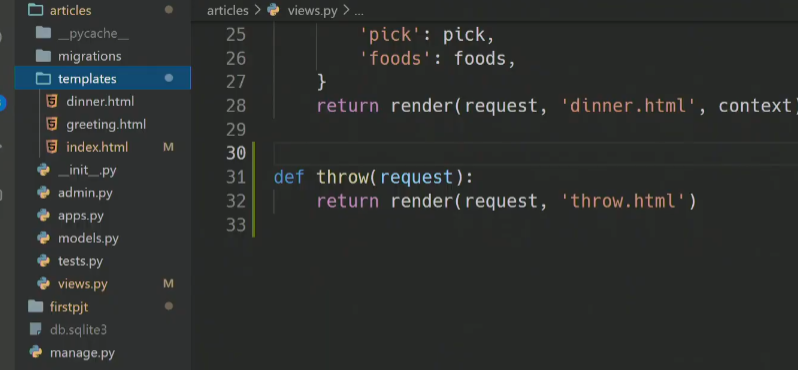 articles
__pycache__
migrations
templates
dinner.html
greeting.html
index.html M
__init__.py
admin.py
apps.py
models.py
tests.py
views.py M
firstpjt
db.sqlite3
manage.py
articles > views.py > ...
25 'pick': pick,
26 'foods': foods,
27 }
28 return render(request, 'dinner.html', context)
29
30
31 def throw(request):
32 return render(request, 'throw.html')
33